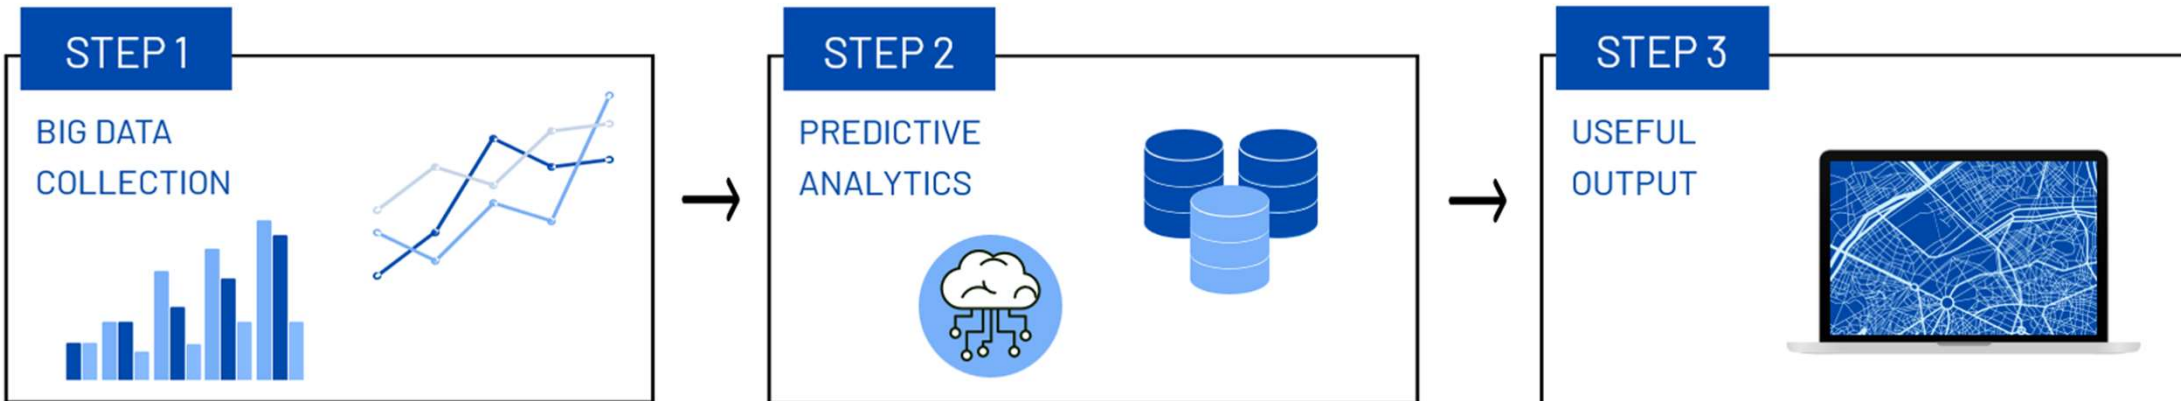 STEP 1
BIG DATA
COLLECTION
STEP 2
PREDICTIVE
ANALYTICS
STEP 3
USEFUL
OUTPUT